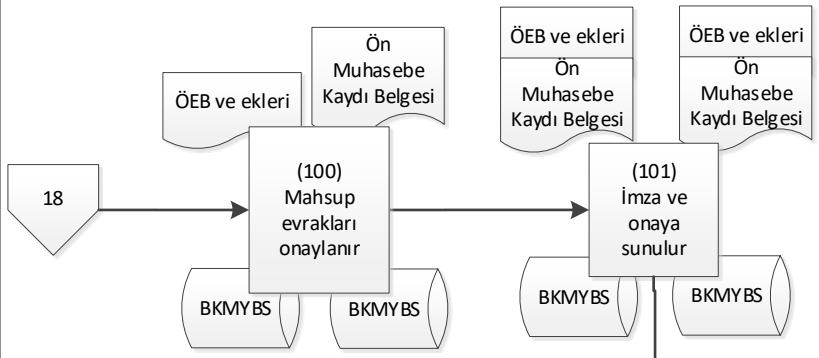 ÖEB ve ekleri
Ön
Muhasebe
Kaydı Belgesi
ÖEB ve ekleri
Ön
Muhasebe
Kaydı Belgesi
ÖEB ve ekleri
Ön
Muhasebe
Kaydı Belgesi
18
(100)
Mahsup
evrakları
onaylanır
(101)
İmza ve
onaya
sunulur
BKMYBS
BKMYBS
BKMYBS
BKMYBS